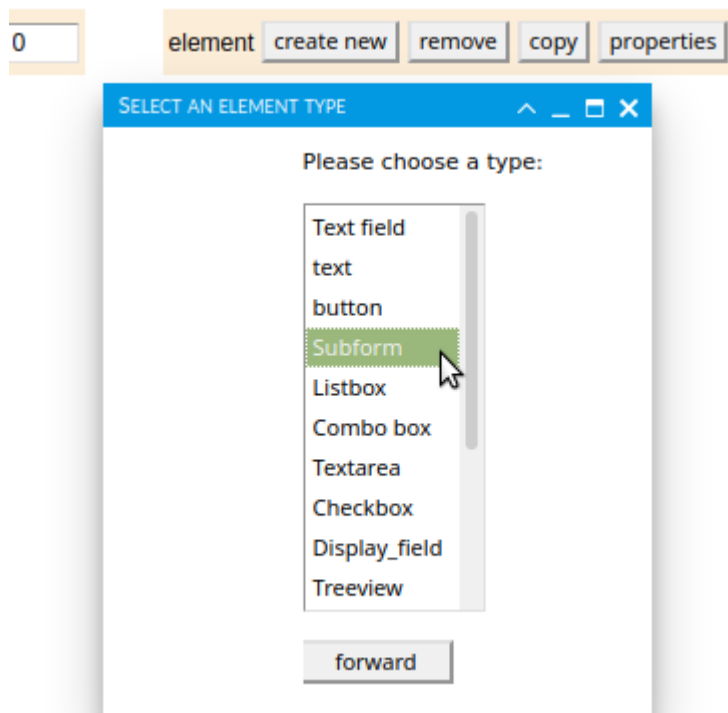 0 element create new remove copy properties
SELECT AN ELEMENT TYPE
Please choose a type:
Text field
text
button
Subform
Listbox
Combo box
Textarea
Checkbox
Display_field
Treeview
forward